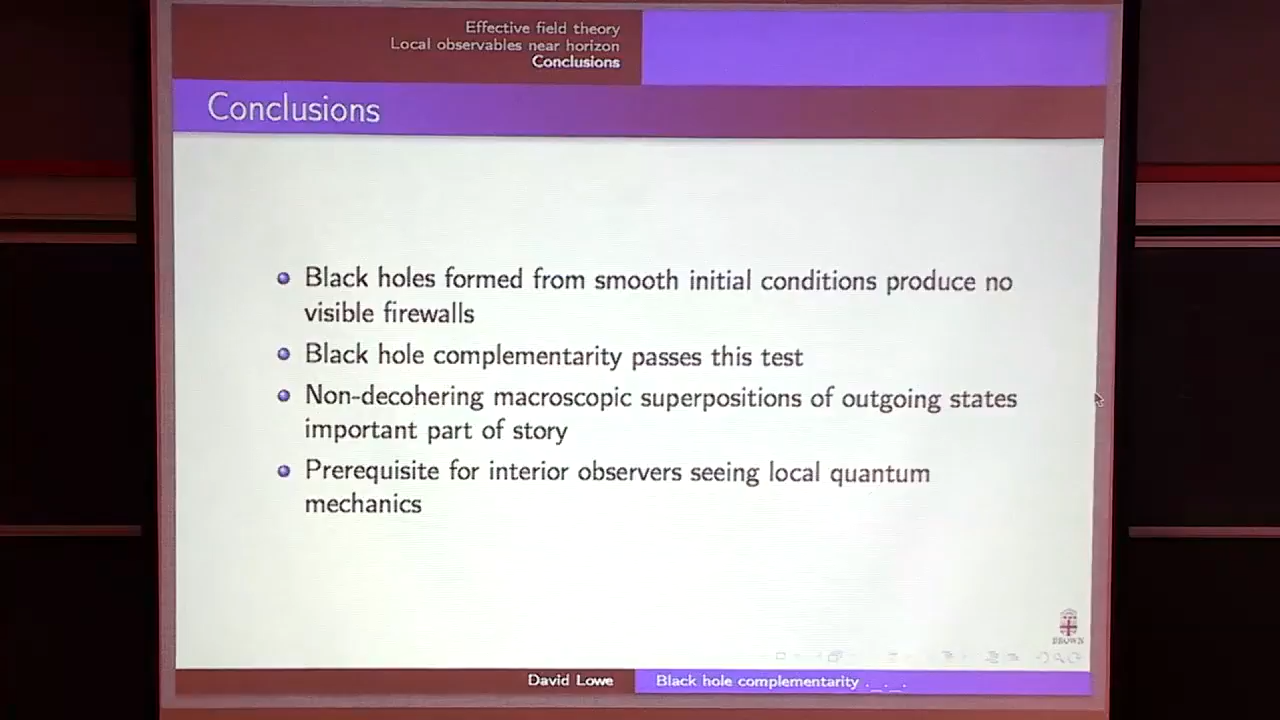 Effective field theory
Local observables near horizon
Conclusions
Conclusions
Black holes formed from smooth initial conditions produce no
visible firewalls
Black hole complementarity passes this test
Non-decohering macroscopic superpositions of outgoing states
important part of story
Prerequisite for interior observers seeing local quantum
mechanics
BROWN
David Lowe
Black hole complementarity . . .